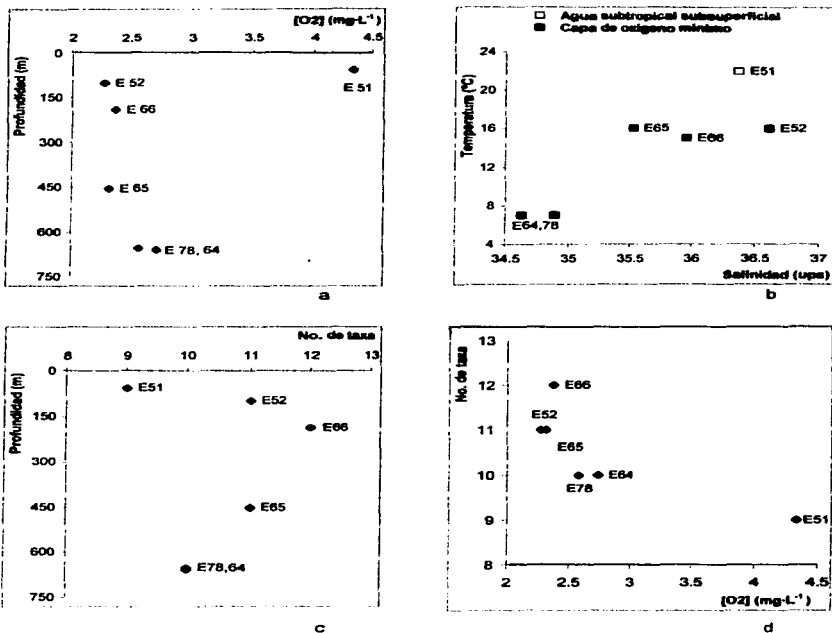 [O2] (mg·L⁻¹)
2 2.5 3 3.5 4 4.5
Profundidad (m)
0
150
300
450
600
750
E 52
E 51
E 66
E 65
E 78, 64
a
Agua subtropical subsuperficial
Capa de oxigeno minimo
Temperatura (ºC)
24
20
16
12
8
4
E51
E65
E66
E52
E64,78
34.5 35 35.5 36 36.5 37
Salinidad (ups)
b
No. de taxa
8 9 10 11 12 13
Profundidad (m)
0
150
300
450
600
750
E51
E52
E66
E65
E78,64
c
No. de taxa
13
12
11
10
9
8
E66
E52
E65
E64
E78
E51
2 2.5 3 3.5 4 4.5
[O2] (mg·L⁻¹)
d